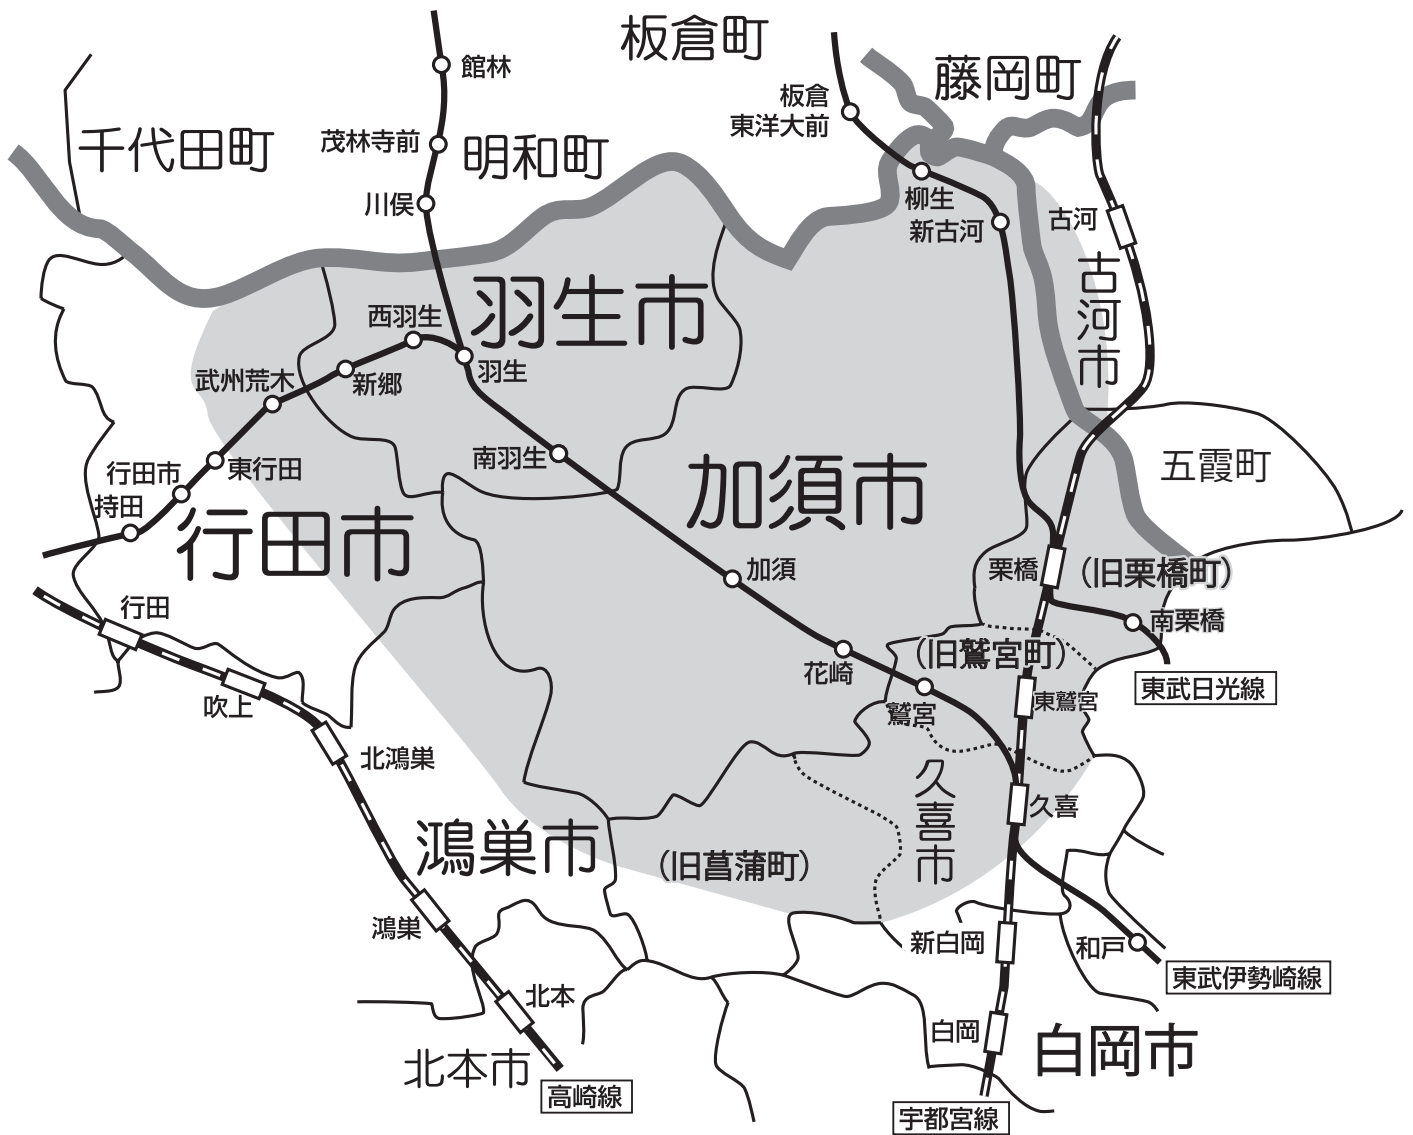 板倉町
館林
藤岡町
板倉
東洋大前
千代田町
茂林寺前
明和町
川俣
柳生
新古河
古河
古河市
羽生市
西羽生
羽生
武州荒木
新郷
南羽生
加須市
五霞町
行田市
東行田
持田
行田市
加須
栗橋
（旧栗橋町）
行田
南栗橋
（旧鷲宮町）
花崎
東武日光線
東鷲宮
鷲宮
吹上
北鴻巣
久喜市
久喜
鴻巣市
（旧菖蒲町）
鴻巣
新白岡
和戸
東武伊勢崎線
北本
白岡
白岡市
北本市
高崎線
宇都宮線